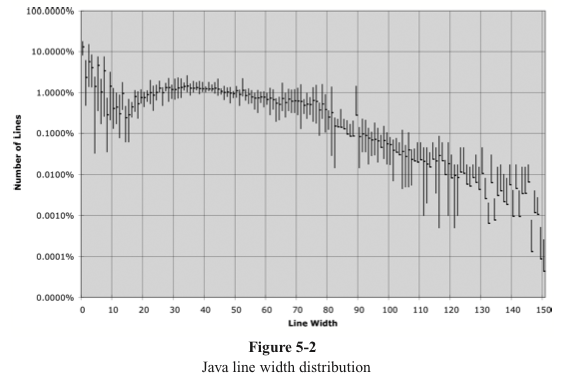 100.0000%
10.0000%
1.0000%
0.1000%
0.0100%
0.0010%
0.0001%
0.0000%
Number of Lines
0 10 20 30 40 50 60 70 80 90 100 110 120 130 140 150
Line Width
Figure 5-2
Java line width distribution